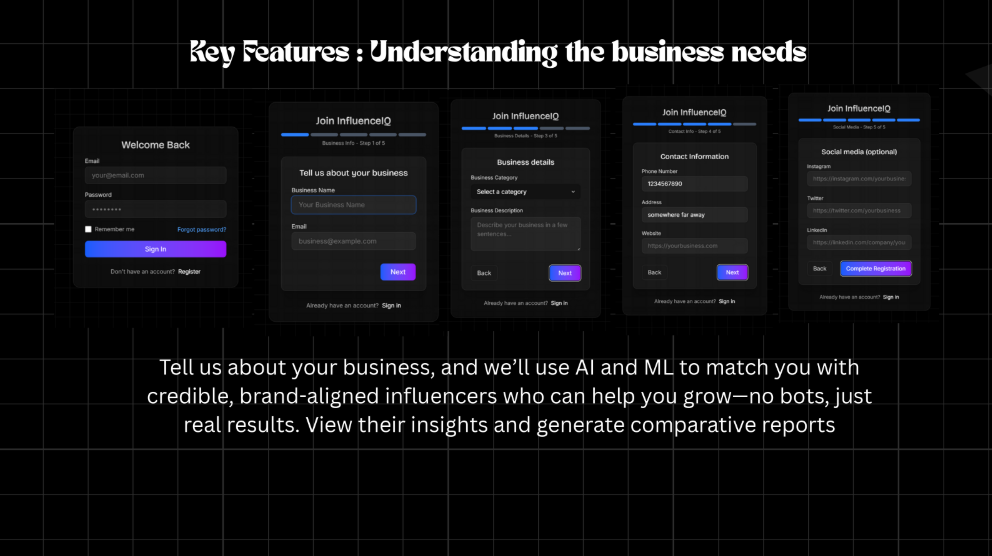 Key Features : Understanding the business needs
Welcome Back
Email
your@email.com
Password
••••••••
Remember me
Forgot password?
Sign In
Don't have an account? Register
Join InfluenceIQ
Business Info - Step 1 of 5
Tell us about your business
Business Name
Your Business Name
Email
business@example.com
Next
Already have an account? Sign in
Join InfluenceIQ
Business Details - Step 3 of 5
Business details
Business Category
Select a category
Business Description
Describe your business in a few
sentences...
Back
Next
Already have an account? Sign in
Join InfluenceIQ
Contact Info - Step 4 of 5
Contact Information
Phone Number
1234567890
Address
somewhere far away
Website
https://yourbusiness.com
Back
Next
Already have an account? Sign in
Join InfluenceIQ
Social Media - Step 5 of 5
Social media (optional)
Instagram
https://instagram.com/yourbusine
Twitter
https://twitter.com/yourbusiness
LinkedIn
https://linkedin.com/company/you
Back
Complete Registration
Already have an account? Sign in
Tell us about your business, and we'll use AI and ML to match you with
credible, brand-aligned influencers who can help you grow—no bots, just
real results. View their insights and generate comparative reports